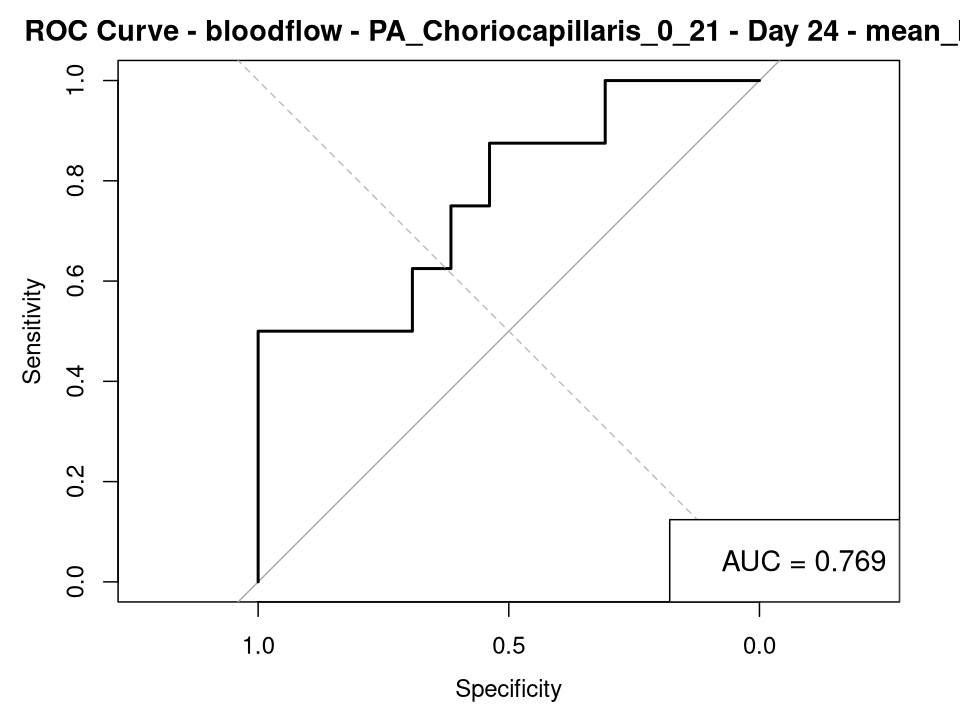 ROC Curve - bloodflow - PA_Choriocapillaris_0_21 - Day 24 - mean_
1.0
0.8
0.6
0.4
0.2
0.0
Sensitivity
AUC = 0.769
1.0 0.5 0.0
Specificity